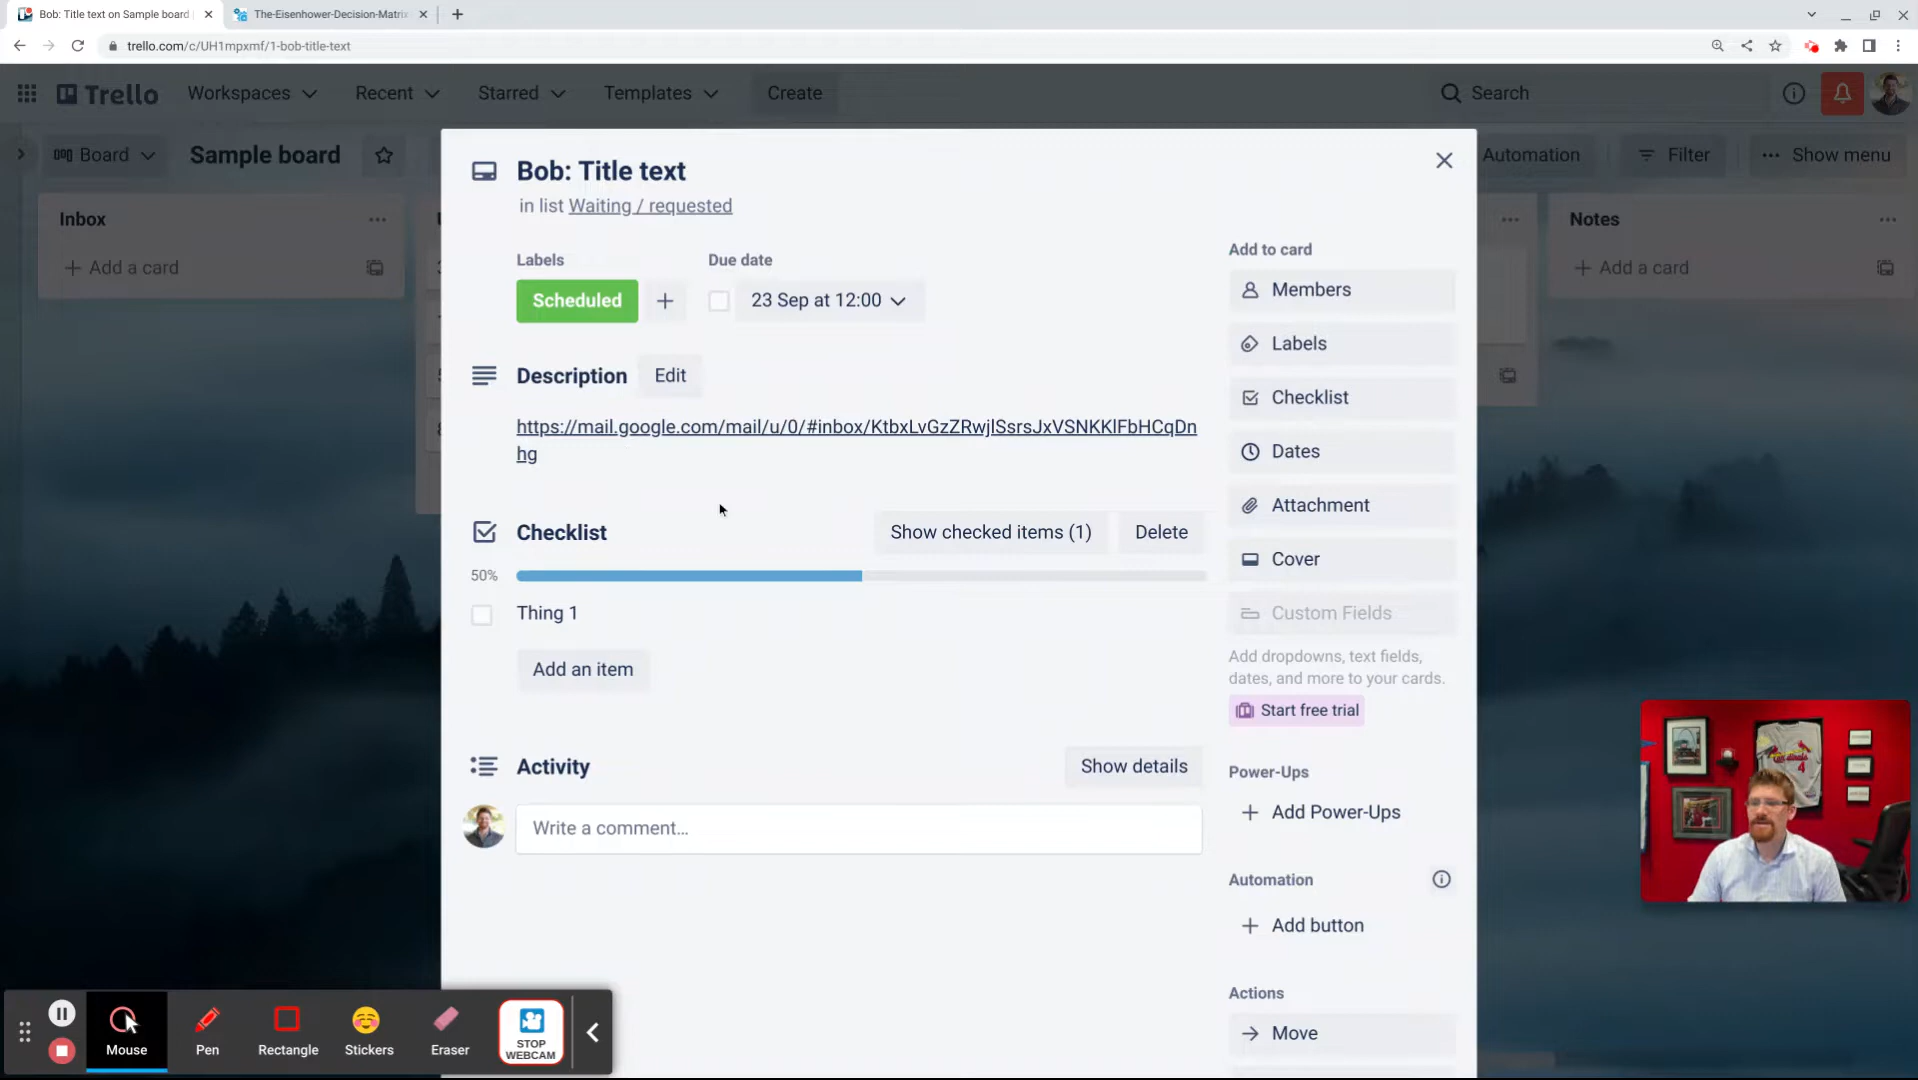 Bob: Title text on Sample board
The-Eisenhower-Decision-Matrix
trello.com/c/UH1mpxmf/1-bob-title-text
Trello
Workspaces
Recent
Starred
Templates
Create
Search
Board
Sample board
Automation
Filter
Show menu
Inbox
Add a card
Notes
Add a card
Bob: Title text
in list Waiting / requested
Labels
Due date
Scheduled
23 Sep at 12:00
Description
Edit
https://mail.google.com/mail/u/0/#inbox/KtbxLvGzZRwjlSsrsJxVSNKKlFbHCqDn
hg
Checklist
Show checked items (1)
Delete
50%
Thing 1
Add an item
Activity
Show details
Write a comment…
Add to card
Members
Labels
Checklist
Dates
Attachment
Cover
Custom Fields
Add dropdowns, text fields,
dates, and more to your cards.
Start free trial
Power-Ups
Add Power-Ups
Automation
Add button
Actions
Move
4
Mouse
Pen
Rectangle
Stickers
Eraser
STOP
WEBCAM